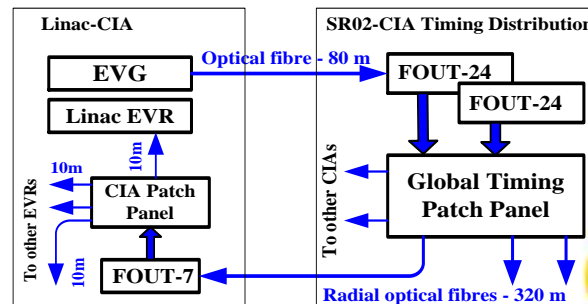 Linac-CIA
EVG
Linac EVR
10m
10m
CIA Patch
Panel
To other EVRs
10m
FOUT-7
Optical fibre - 80 m
SR02-CIA Timing Distribution
FOUT-24
FOUT-24
To other CIAs
Global Timing
Patch Panel
Radial optical fibres - 320 m